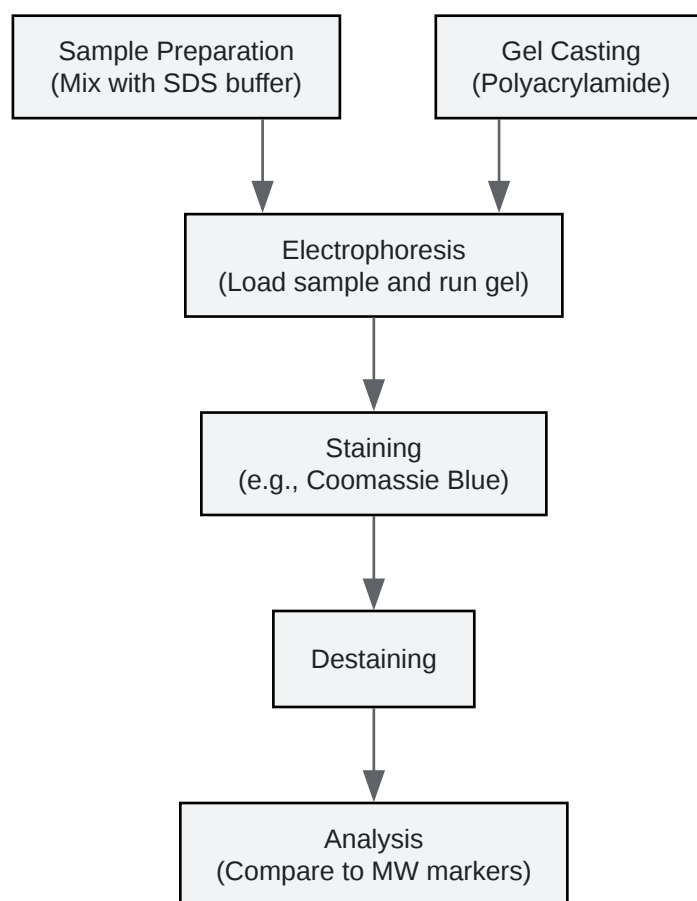 Sample Preparation
(Mix with SDS buffer)
Gel Casting
(Polyacrylamide)
Electrophoresis
(Load sample and run gel)
Staining
(e.g., Coomassie Blue)
Destaining
Analysis
(Compare to MW markers)